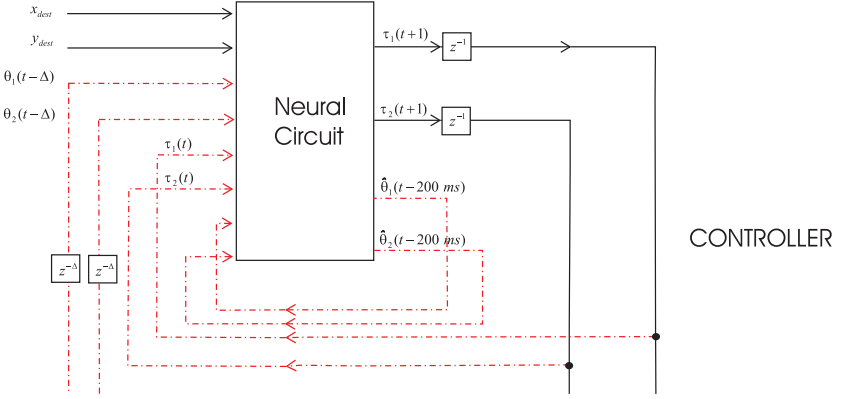 x_dest
y_dest
θ₁(t−Δ)
θ₂(t−Δ)
τ₁(t)
τ₂(t)
Neural
Circuit
τ₁(t+1)
z⁻¹
τ₂(t+1)
z⁻¹
θ̂₁(t−200 ms)
θ̂₂(t−200 ms)
CONTROLLER
z^−Δ
z^−Δ